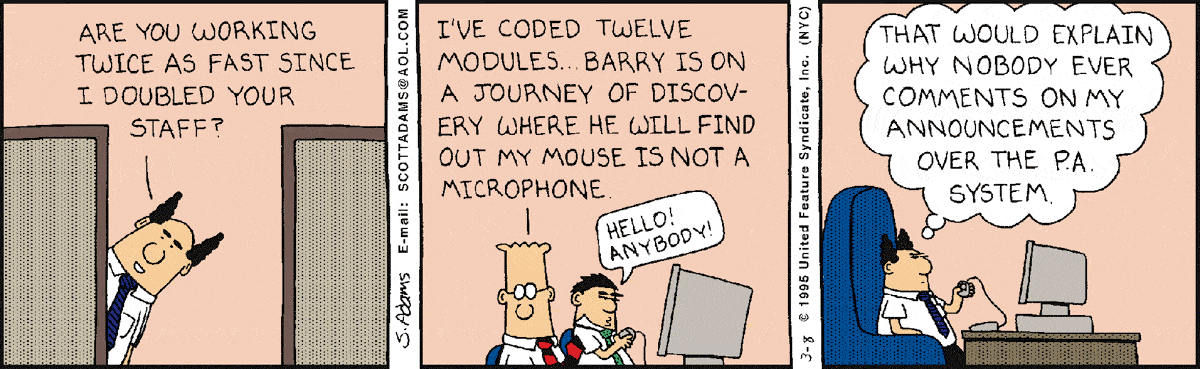 ARE YOU WORKING
TWICE AS FAST SINCE
I DOUBLED YOUR
STAFF?
S. Adams
E-mail: SCOTTADAMS@AOL.COM
I'VE CODED TWELVE
MODULES... BARRY IS ON
A JOURNEY OF DISCOV-
ERY WHERE HE WILL FIND
OUT MY MOUSE IS NOT A
MICROPHONE.
HELLO!
ANYBODY!
3-8 © 1995 United Feature Syndicate, Inc. (NYC)
THAT WOULD EXPLAIN
WHY NOBODY EVER
COMMENTS ON MY
ANNOUNCEMENTS
OVER THE P.A.
SYSTEM.